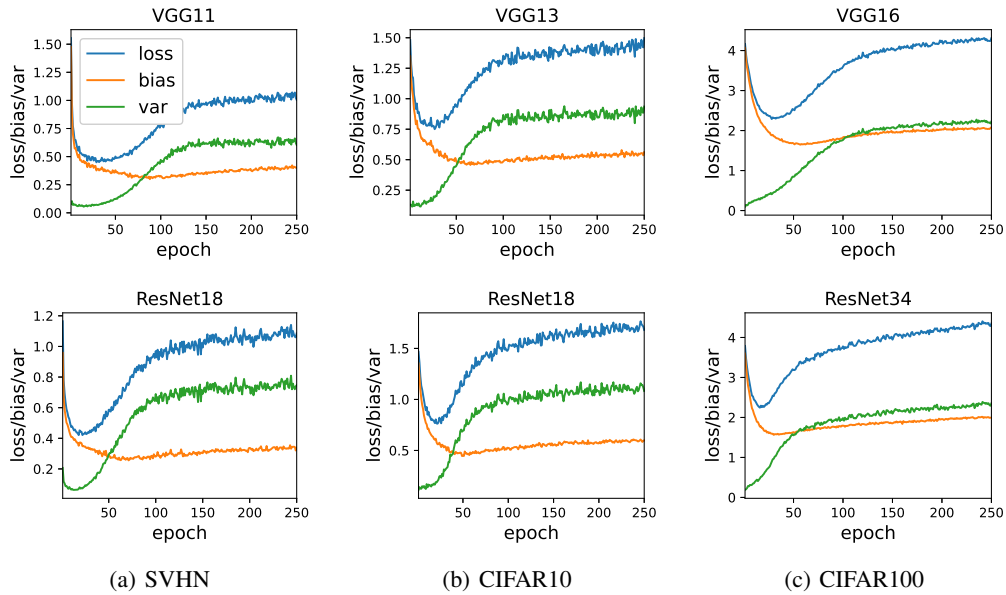 VGG11
VGG13
VGG16
loss/bias/var
1.50
1.25
1.00
0.75
0.50
0.25
0.00
loss
bias
var
50 100 150 200 250
epoch
loss/bias/var
1.50
1.25
1.00
0.75
0.50
0.25
50 100 150 200 250
epoch
loss/bias/var
4
3
2
1
0
50 100 150 200 250
epoch
ResNet18
ResNet18
ResNet34
loss/bias/var
1.2
1.0
0.8
0.6
0.4
0.2
50 100 150 200 250
epoch
loss/bias/var
1.5
1.0
0.5
50 100 150 200 250
epoch
loss/bias/var
4
3
2
1
0
50 100 150 200 250
epoch
(a) SVHN
(b) CIFAR10
(c) CIFAR100